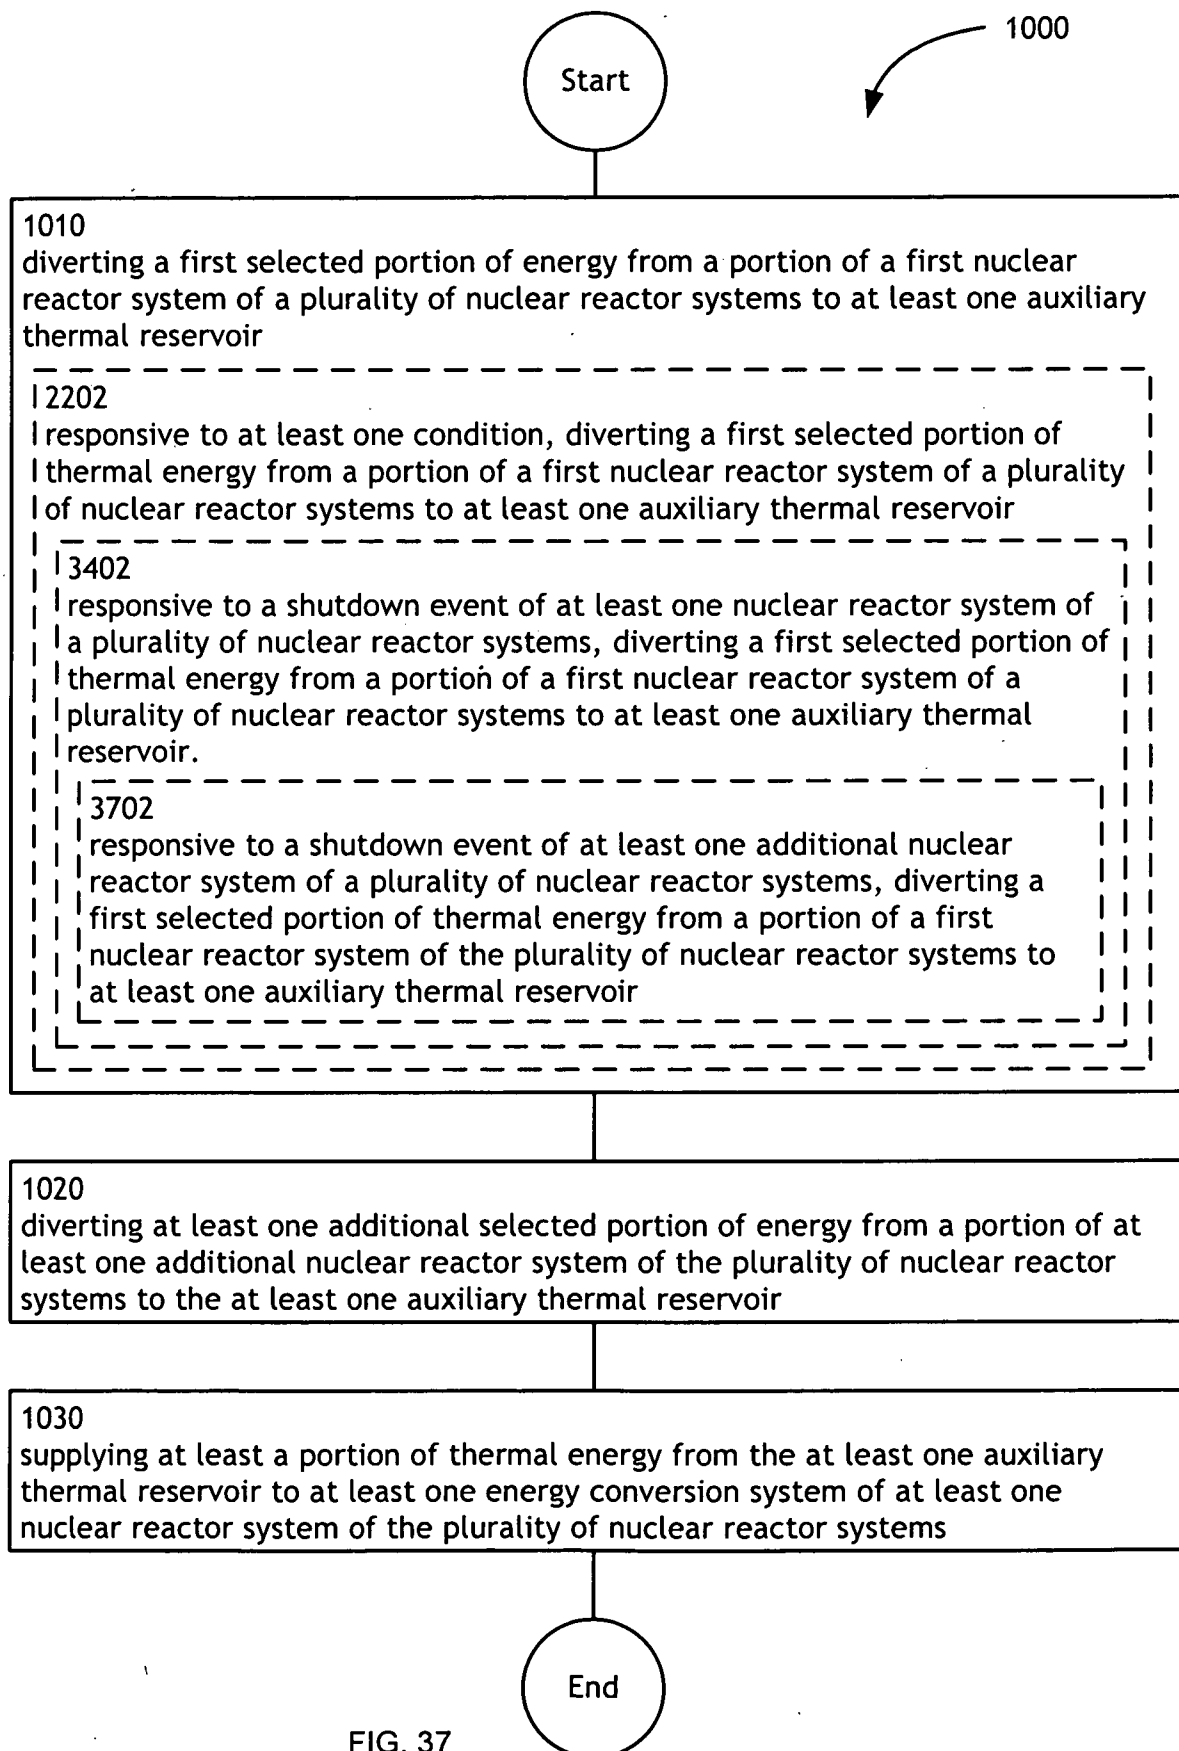 1000
Start
1010
diverting a first selected portion of energy from a portion of a first nuclear
reactor system of a plurality of nuclear reactor systems to at least one auxiliary
thermal reservoir
2202
responsive to at least one condition, diverting a first selected portion of
thermal energy from a portion of a first nuclear reactor system of a plurality
of nuclear reactor systems to at least one auxiliary thermal reservoir
3402
responsive to a shutdown event of at least one nuclear reactor system of
a plurality of nuclear reactor systems, diverting a first selected portion of
thermal energy from a portion of a first nuclear reactor system of a
plurality of nuclear reactor systems to at least one auxiliary thermal
reservoir.
3702
responsive to a shutdown event of at least one additional nuclear
reactor system of a plurality of nuclear reactor systems, diverting a
first selected portion of thermal energy from a portion of a first
nuclear reactor system of the plurality of nuclear reactor systems to
at least one auxiliary thermal reservoir
1020
diverting at least one additional selected portion of energy from a portion of at
least one additional nuclear reactor system of the plurality of nuclear reactor
systems to the at least one auxiliary thermal reservoir
1030
supplying at least a portion of thermal energy from the at least one auxiliary
thermal reservoir to at least one energy conversion system of at least one
nuclear reactor system of the plurality of nuclear reactor systems
End
FIG. 37